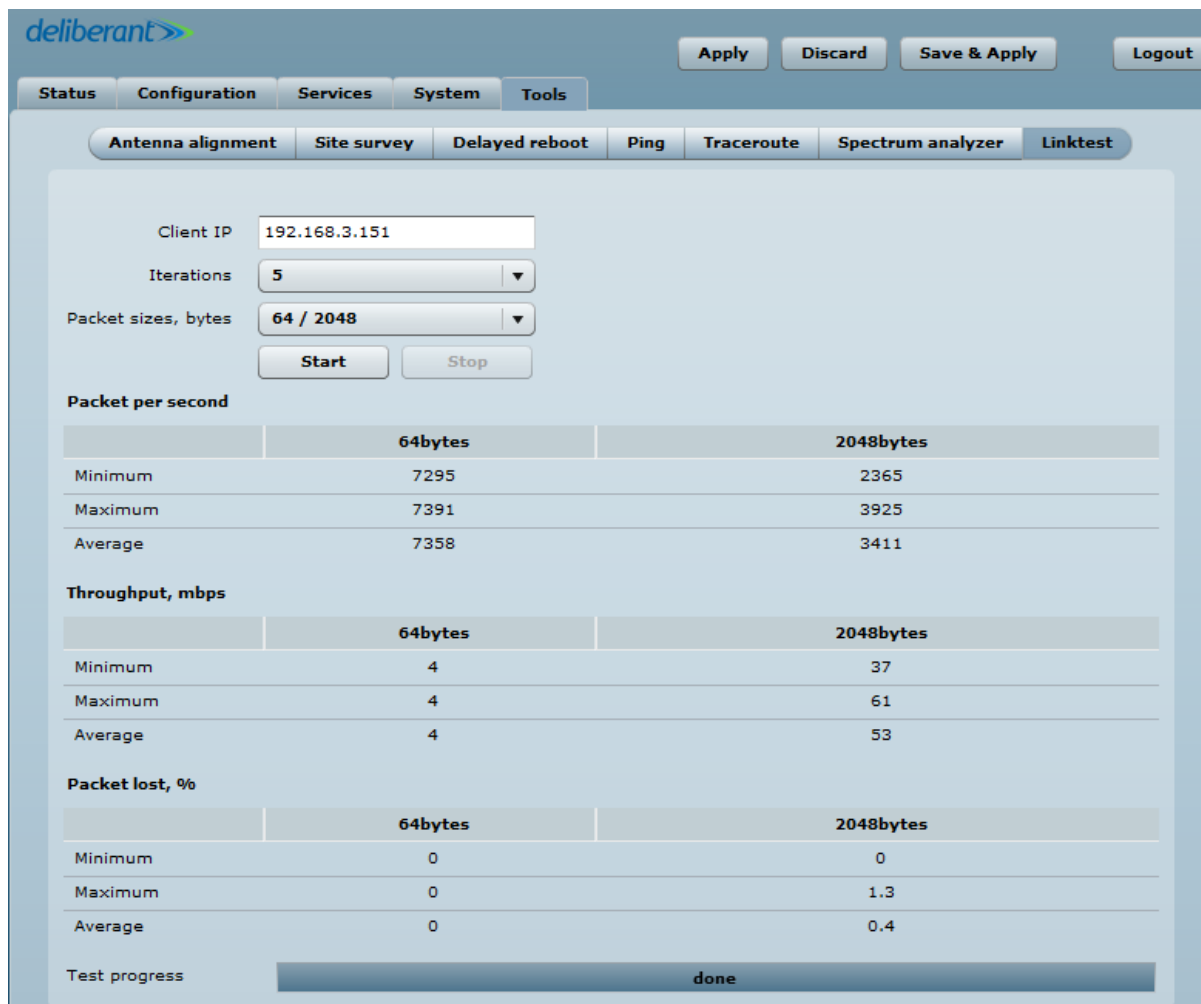 deliberant
Apply Discard Save & Apply Logout
Status Configuration Services System Tools
Antenna alignment Site survey Delayed reboot Ping Traceroute Spectrum analyzer Linktest
Client IP 192.168.3.151
Iterations 5
Packet sizes, bytes 64 / 2048
Start Stop
Packet per second
64bytes 2048bytes
Minimum 7295 2365
Maximum 7391 3925
Average 7358 3411
Throughput, mbps
64bytes 2048bytes
Minimum 4 37
Maximum 4 61
Average 4 53
Packet lost, %
64bytes 2048bytes
Minimum 0 0
Maximum 0 1.3
Average 0 0.4
Test progress done